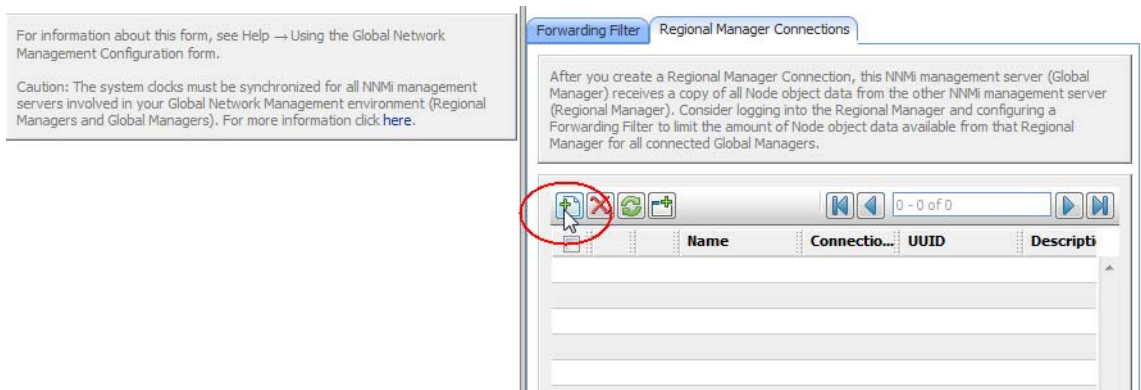 For information about this form, see Help → Using the Global Network
Management Configuration form.
Caution: The system clocks must be synchronized for all NNMi management
servers involved in your Global Network Management environment (Regional
Managers and Global Managers). For more information click here.
Forwarding Filter Regional Manager Connections
After you create a Regional Manager Connection, this NNMi management server (Global
Manager) receives a copy of all Node object data from the other NNMi management server
(Regional Manager). Consider logging into the Regional Manager and configuring a
Forwarding Filter to limit the amount of Node object data available from that Regional
Manager for all connected Global Managers.
0 - 0 of 0
Name Connectio... UUID Descripti